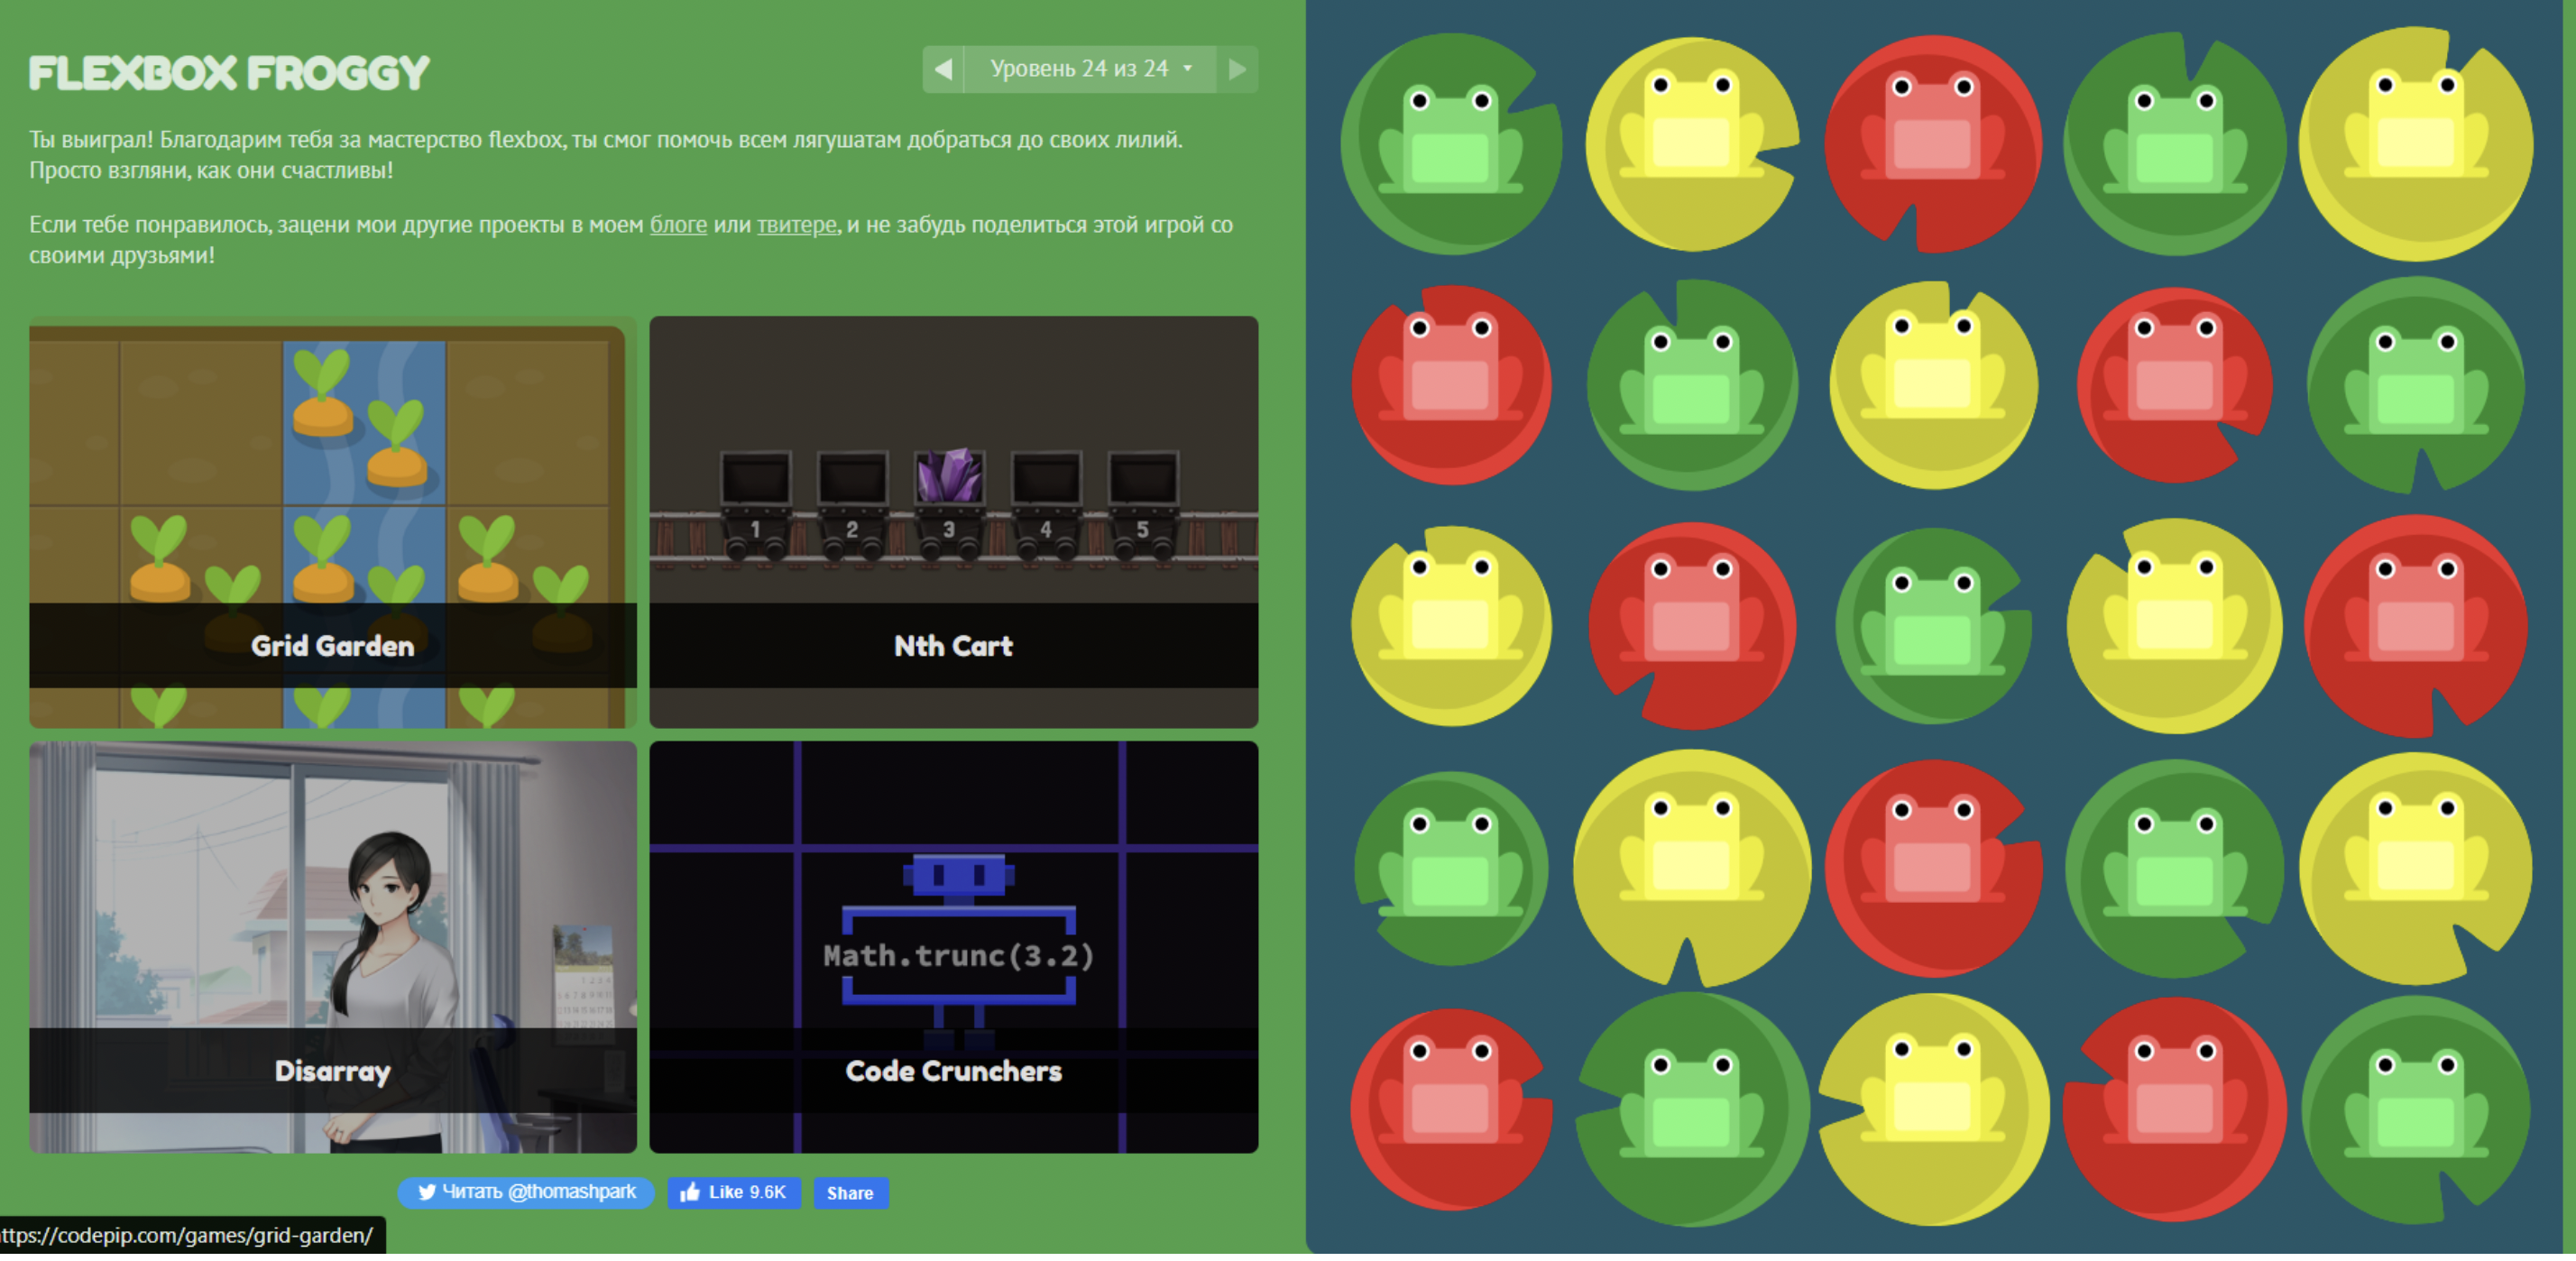 FLEXBOX FROGGY
Уровень 24 из 24
Ты выиграл! Благодарим тебя за мастерство flexbox, ты смог помочь всем лягушатам добраться до своих лилий.
Просто взгляни, как они счастливы!
Если тебе понравилось, зацени мои другие проекты в моем блоге или твитере, и не забудь поделиться этой игрой со
своими друзьями!
1 2 3 4 5
Grid Garden
Nth Cart
Math.trunc(3.2)
Disarray
Code Crunchers
Читать @thomashpark
Like 9.6K
Share
ttps://codepip.com/games/grid-garden/